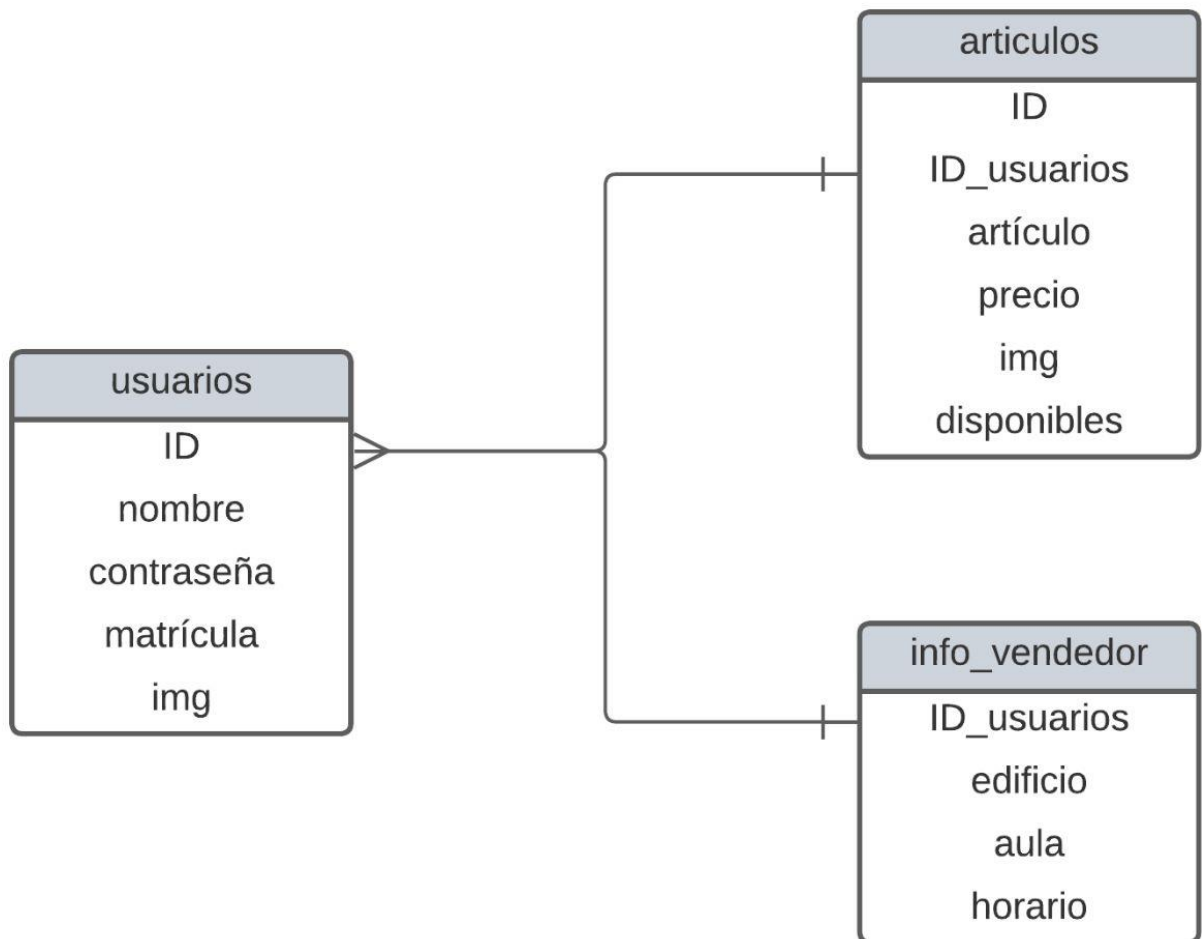 articulos
ID
ID_usuarios
artículo
precio
img
disponibles
usuarios
ID
nombre
contraseña
matrícula
img
info_vendedor
ID_usuarios
edificio
aula
horario